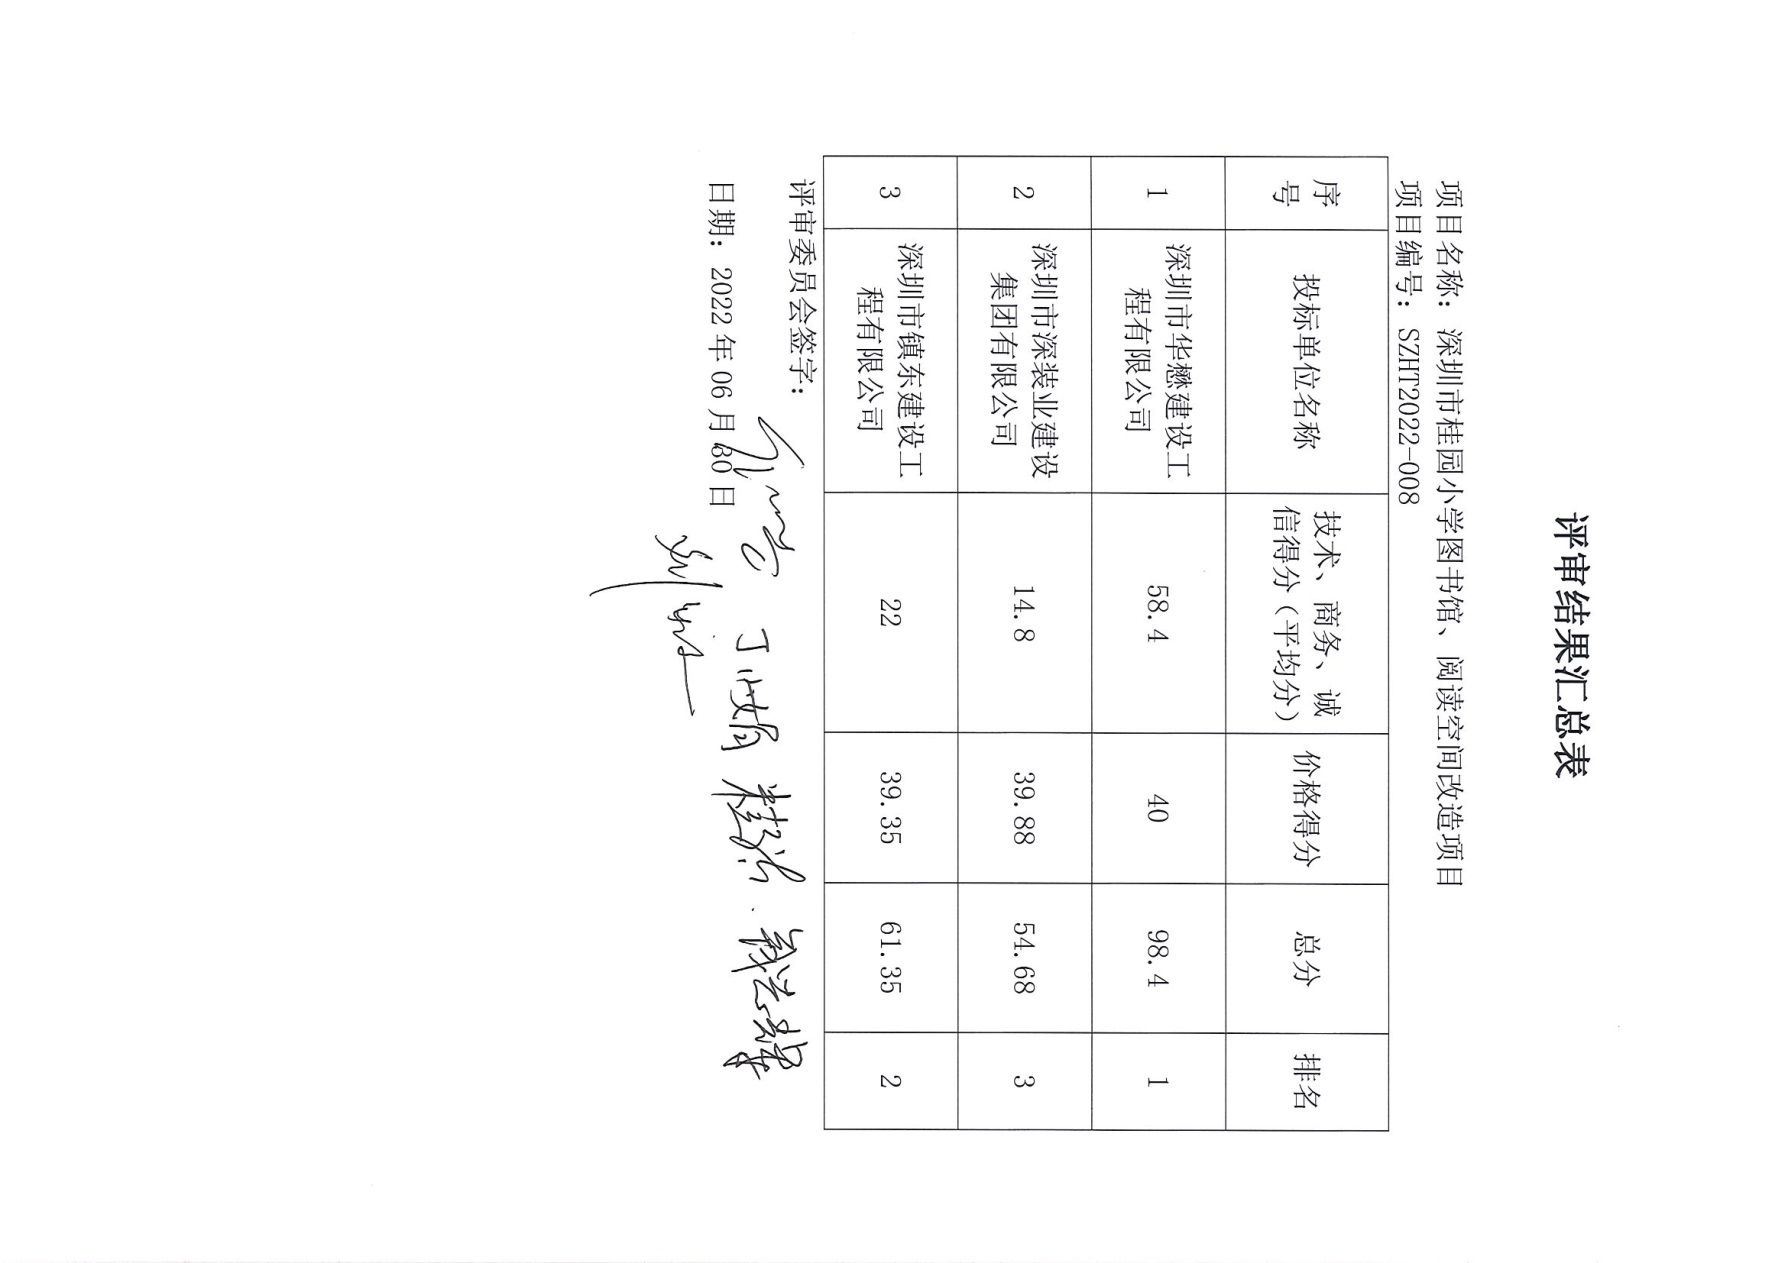 评审结果汇总表
项目名称：深圳市桂园小学图书馆、阅读空间改造项目
项目编号：SZHT2022-008
序号 投标单位名称 技术、商务、诚信得分（平均分） 价格得分 总分 排名
1 深圳市华懋建设工程有限公司 58.4 40 98.4 1
2 深圳市深装业建设集团有限公司 14.8 39.88 54.68 3
3 深圳市镇东建设工程有限公司 22 39.35 61.35 2
评审委员会签字：
日期：2022年06月30日